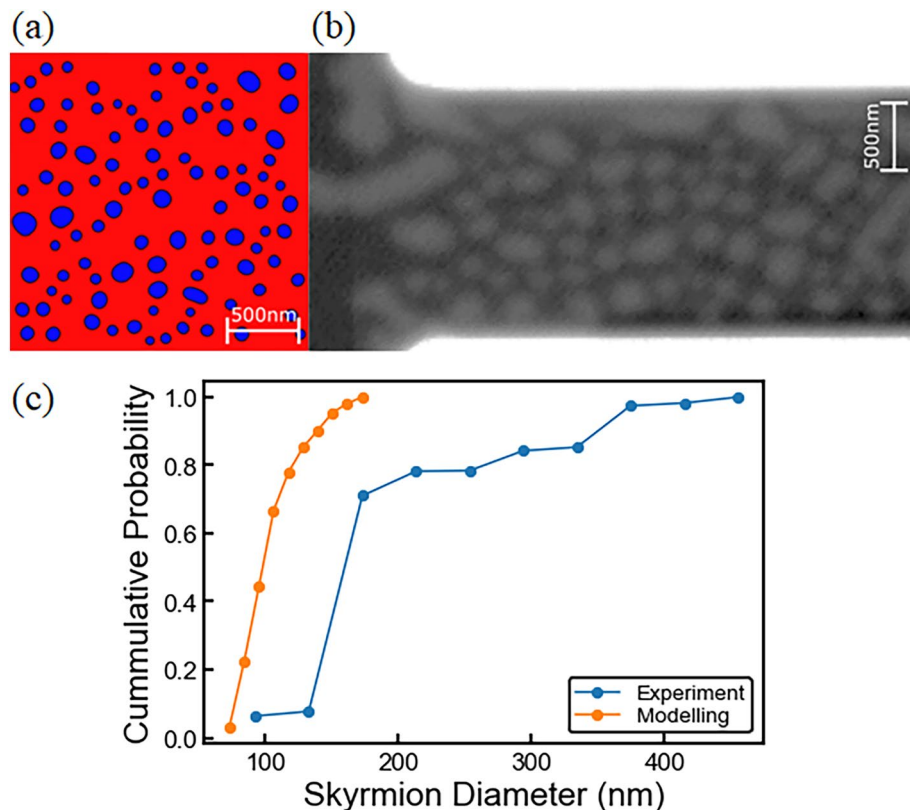 (a)
(b)
500nm
500nm
(c)
Cummulative Probability
1.0
0.8
0.6
0.4
0.2
0.0
100 200 300 400
Skyrmion Diameter (nm)
Experiment
Modelling